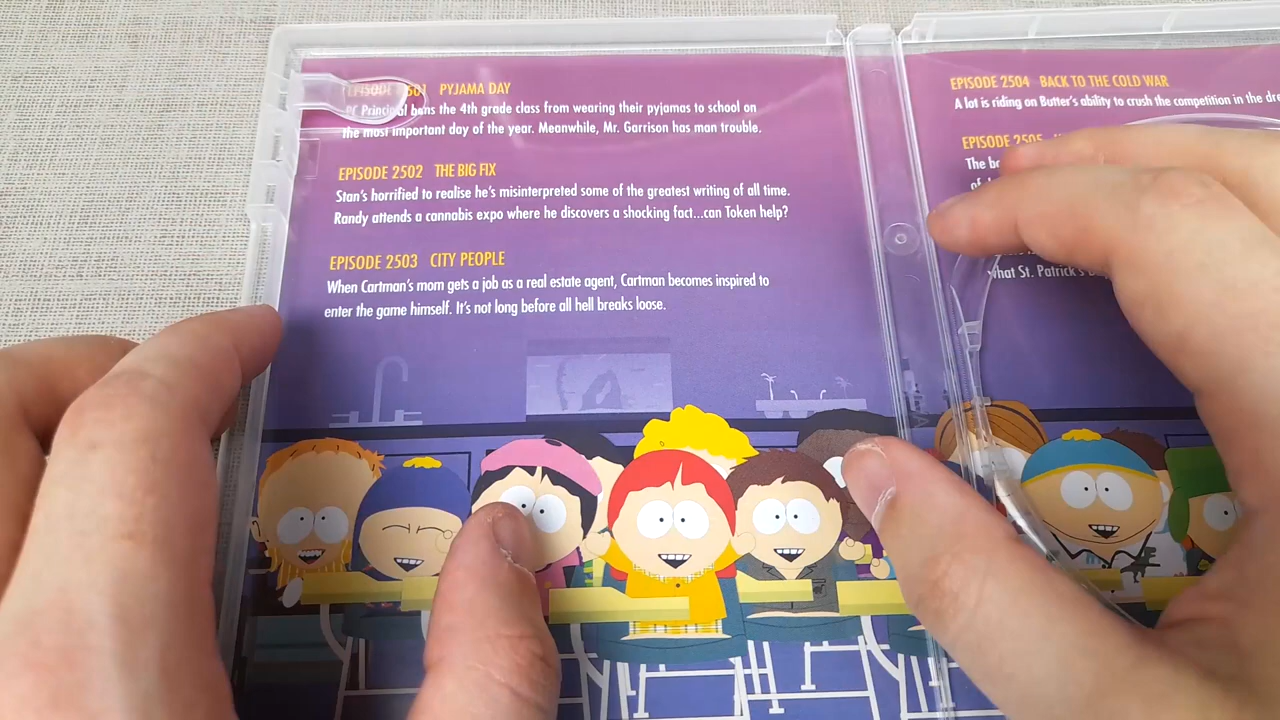 EPISODE 2501 PYJAMA DAY
PC Principal bans the 4th grade class from wearing their pyjamas to school on
the most important day of the year. Meanwhile, Mr. Garrison has man trouble.
EPISODE 2502 THE BIG FIX
Stan's horrified to realise he's misinterpreted some of the greatest writing of all time.
Randy attends a cannabis expo where he discovers a shocking fact...can Token help?
EPISODE 2503 CITY PEOPLE
When Cartman's mom gets a job as a real estate agent, Cartman becomes inspired to
enter the game himself. It's not long before all hell breaks loose.
EPISODE 2504 BACK TO THE COLD WAR
A lot is riding on Butter's ability to crush the competition in the
EPISODE 2505
The
what St. Patrick's